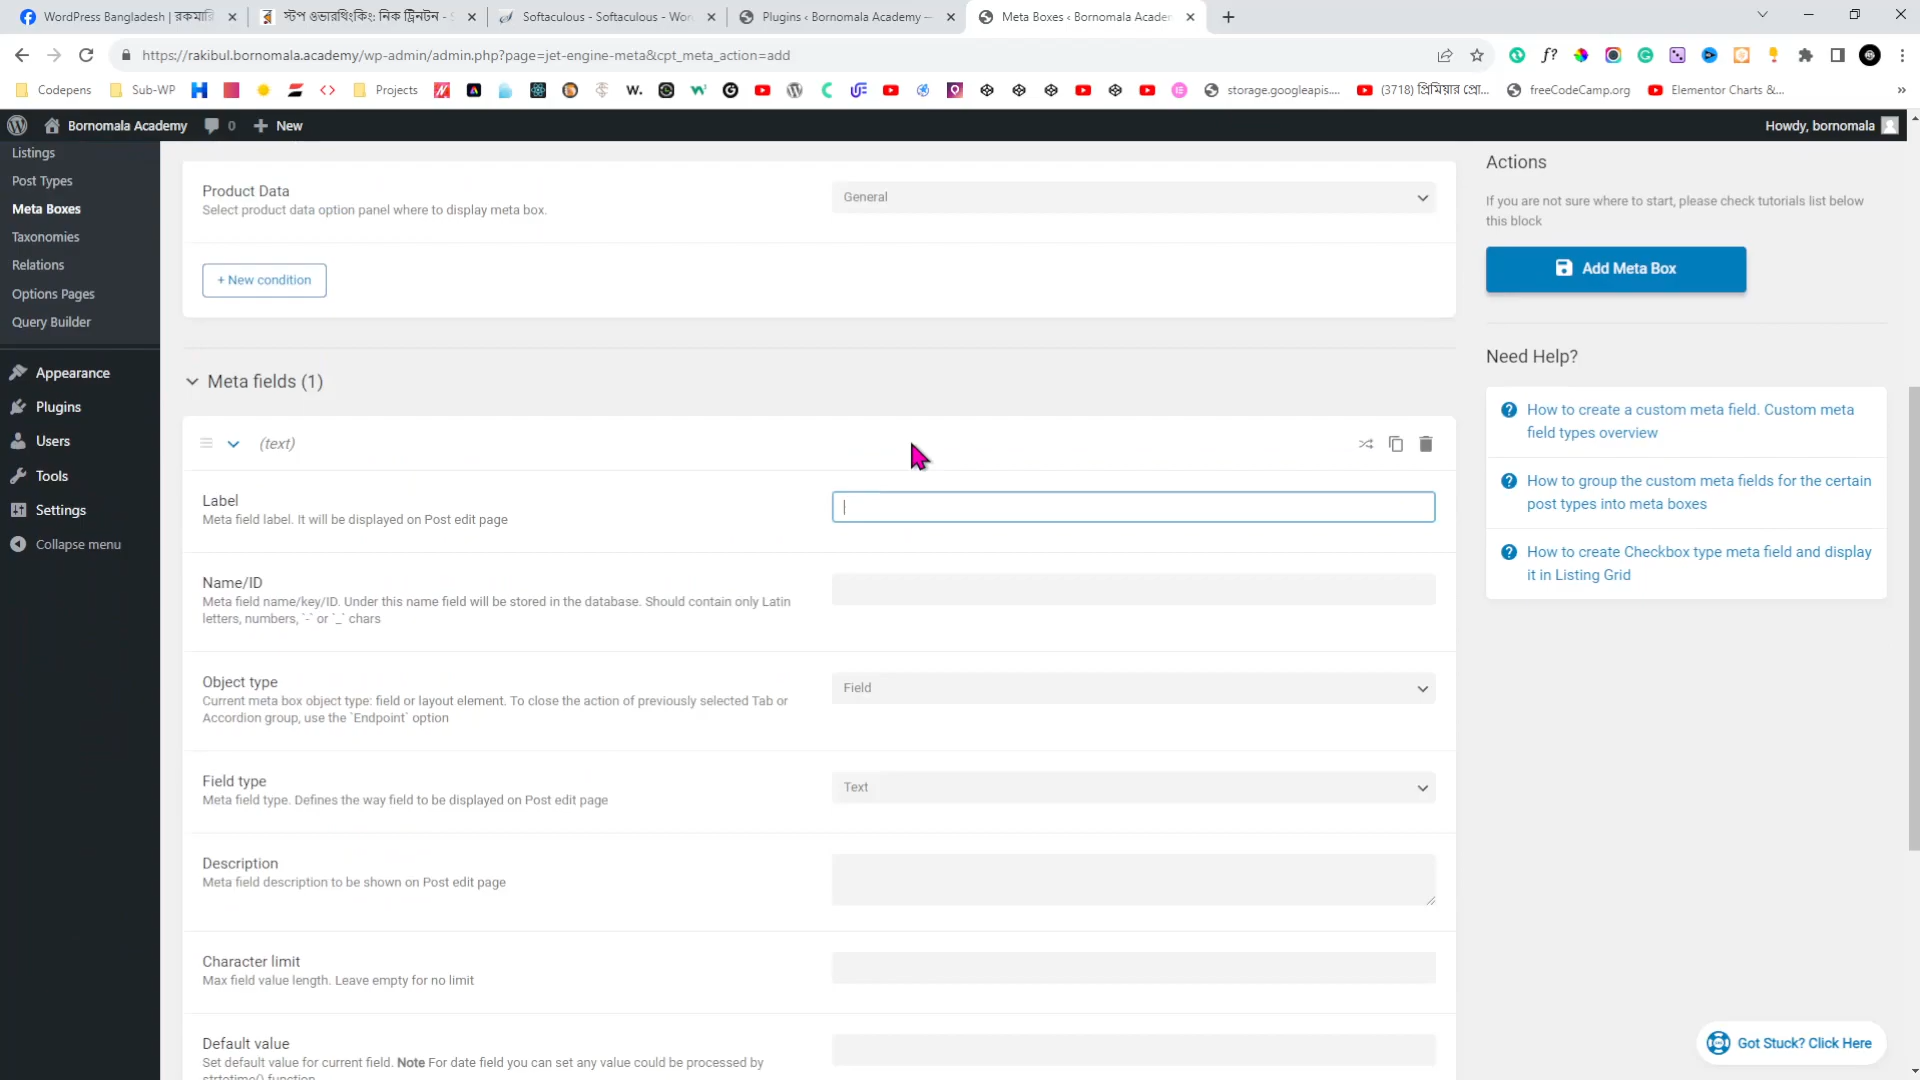 WordPress Bangladesh | রকমারি
স্টপ ওভারথিংকিং: নিক ট্রিনটন -
Softaculous - Softaculous - Wor
Plugins ‹ Bornomala Academy —
Meta Boxes ‹ Bornomala Acader
https://rakibul.bornomala.academy/wp-admin/admin.php?page=jet-engine-meta&cpt_meta_action=add
Codepens
Sub-WP
Projects
storage.googleapis....
(3718) প্রিমিয়ার প্রো...
freeCodeCamp.org
Elementor Charts &...
Bornomala Academy
0
New
Howdy, bornomala
Listings
Post Types
Meta Boxes
Taxonomies
Relations
Options Pages
Query Builder
Appearance
Plugins
Users
Tools
Settings
Collapse menu
Product Data
Select product data option panel where to display meta box.
General
+ New condition
Meta fields (1)
(text)
Label
Meta field label. It will be displayed on Post edit page
Name/ID
Meta field name/key/ID. Under this name field will be stored in the database. Should contain only Latin
letters, numbers, `-` or `_` chars
Object type
Current meta box object type: field or layout element. To close the action of previously selected Tab or
Accordion group, use the `Endpoint` option
Field
Field type
Meta field type. Defines the way field to be displayed on Post edit page
Text
Description
Meta field description to be shown on Post edit page
Character limit
Max field value length. Leave empty for no limit
Default value
Set default value for current field. Note For date field you can set any value could be processed by
strtotime() function
Actions
If you are not sure where to start, please check tutorials list below
this block
Add Meta Box
Need Help?
How to create a custom meta field. Custom meta
field types overview
How to group the custom meta fields for the certain
post types into meta boxes
How to create Checkbox type meta field and display
it in Listing Grid
Got Stuck? Click Here